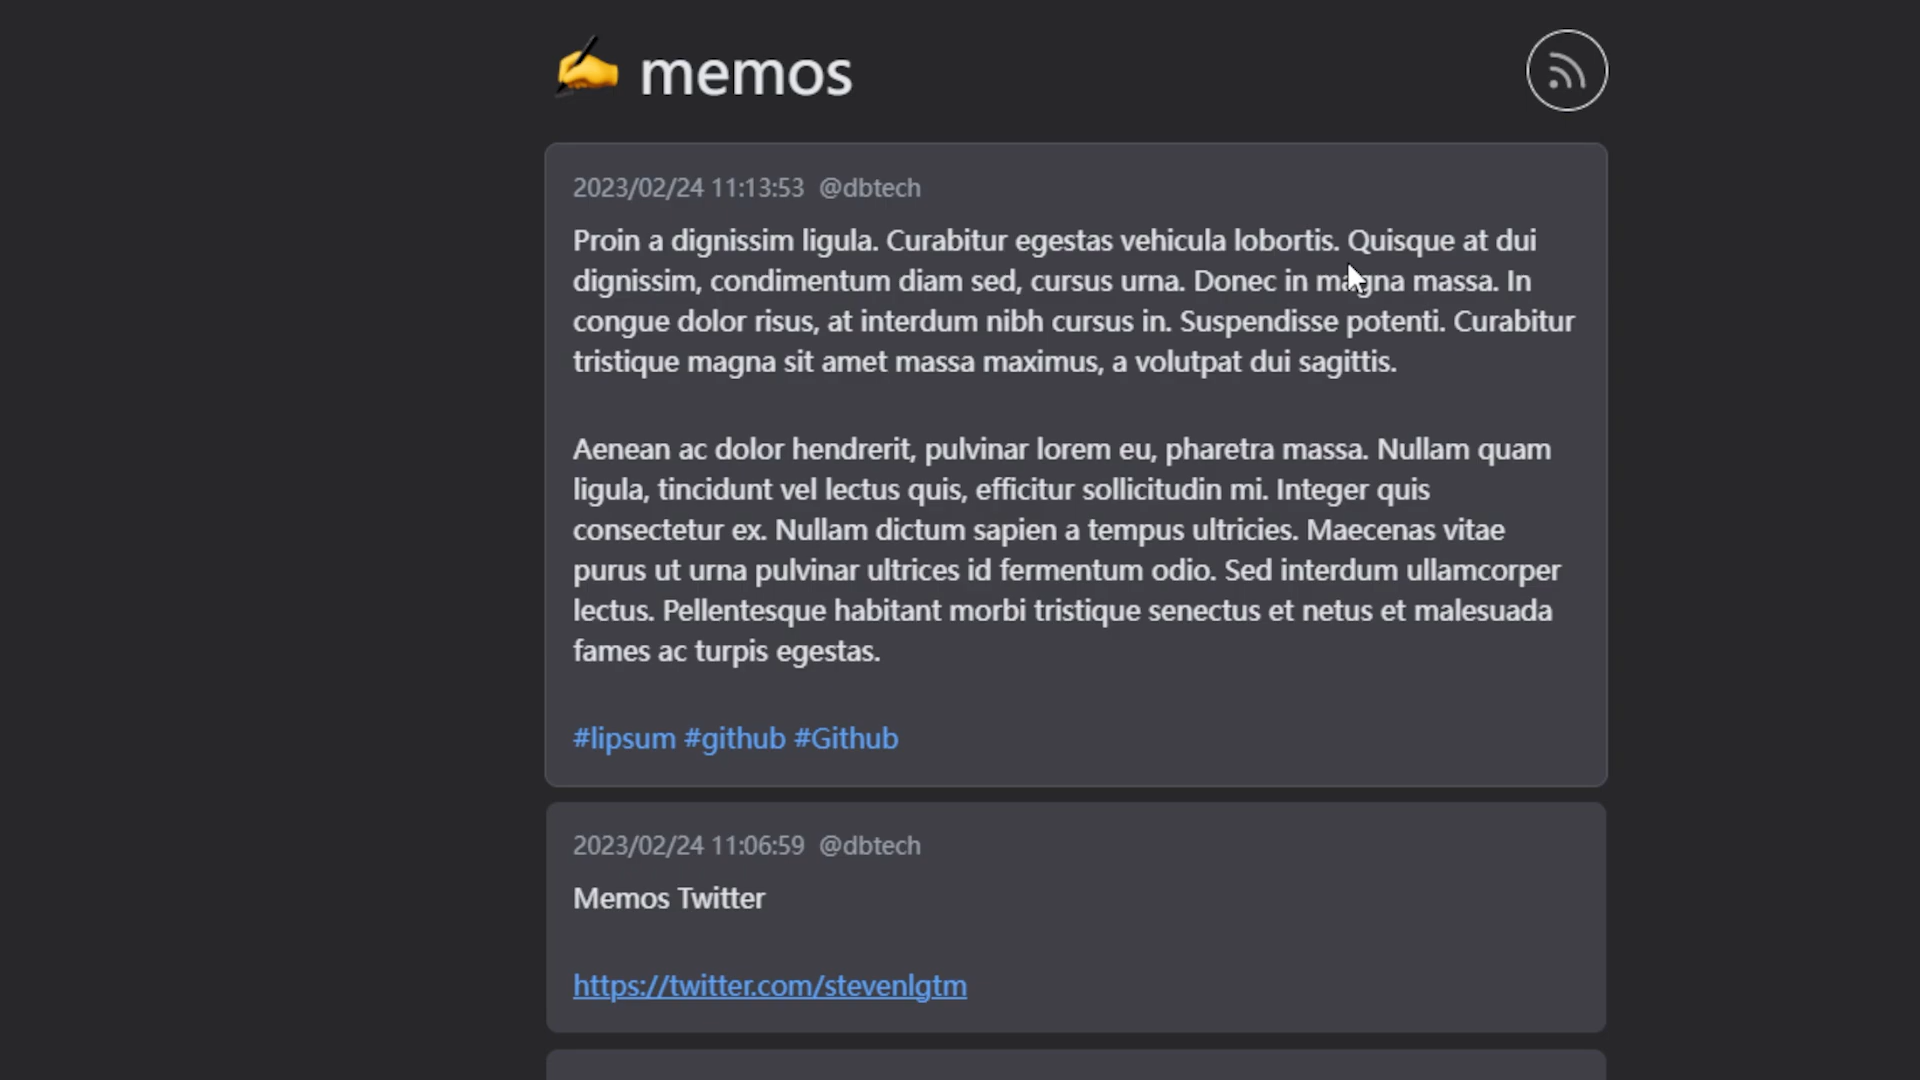 memos
2023/02/24 11:13:53 @dbtech
Proin a dignissim ligula. Curabitur egestas vehicula lobortis. Quisque at dui
dignissim, condimentum diam sed, cursus urna. Donec in magna massa. In
congue dolor risus, at interdum nibh cursus in. Suspendisse potenti. Curabitur
tristique magna sit amet massa maximus, a volutpat dui sagittis.
Aenean ac dolor hendrerit, pulvinar lorem eu, pharetra massa. Nullam quam
ligula, tincidunt vel lectus quis, efficitur sollicitudin mi. Integer quis
consectetur ex. Nullam dictum sapien a tempus ultricies. Maecenas vitae
purus ut urna pulvinar ultrices id fermentum odio. Sed interdum ullamcorper
lectus. Pellentesque habitant morbi tristique senectus et netus et malesuada
fames ac turpis egestas.
#lipsum #github #Github
2023/02/24 11:06:59 @dbtech
Memos Twitter
https://twitter.com/stevenlgtm